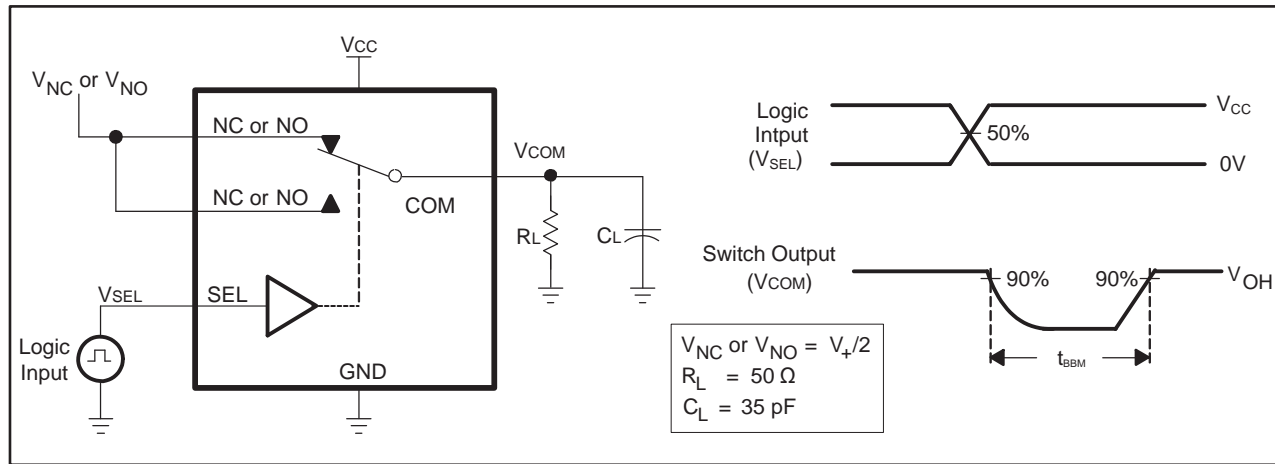 VCC
VNC or VNO
NC or NO
VCOM
NC or NO
COM
RL
CL
VSEL
SEL
Logic
Input
GND
Logic
Intput
(VSEL)
VCC
50%
0V
Switch Output
(VCOM)
90%
90%
VOH
tBBM
VNC or VNO = V+/2
RL = 50 Ω
CL = 35 pF